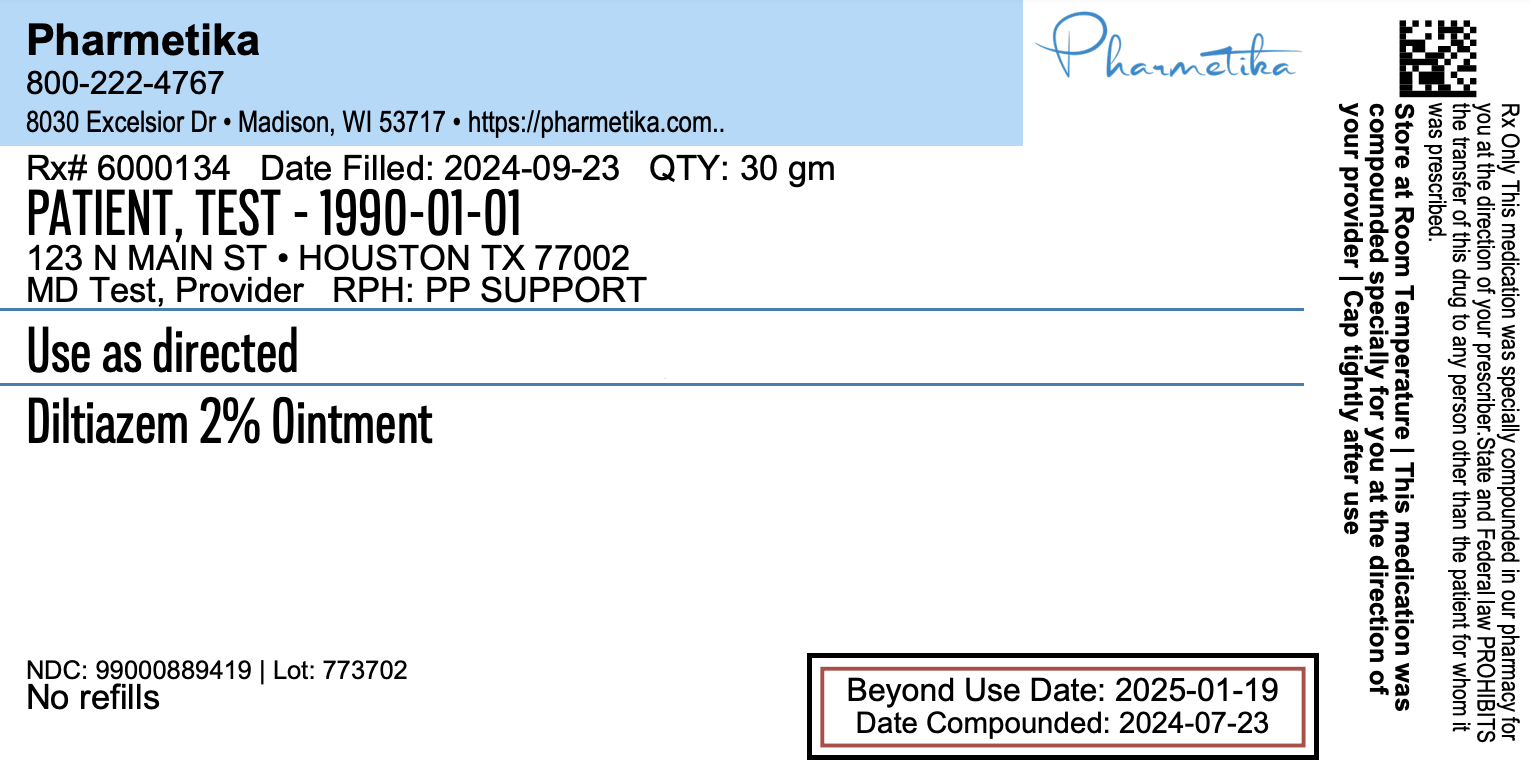 Pharmetika
800-222-4767
8030 Excelsior Dr • Madison, WI 53717 • https://pharmetika.com..
Pharmetika
Rx# 6000134 Date Filled: 2024-09-23 QTY: 30 gm
PATIENT, TEST - 1990-01-01
123 N MAIN ST • HOUSTON TX 77002
MD Test, Provider RPH: PP SUPPORT
Use as directed
Diltiazem 2% Ointment
NDC: 99000889419 | Lot: 773702
No refills
Beyond Use Date: 2025-01-19
Date Compounded: 2024-07-23
Rx Only This medication was specially compounded in our pharmacy for
you at the direction of your prescriber.State and Federal law PROHIBITS
the transfer of this drug to any person other than the patient for whom it
was prescribed.
Store at Room Temperature | This medication was
compounded specially for you at the direction of
your provider | Cap tightly after use